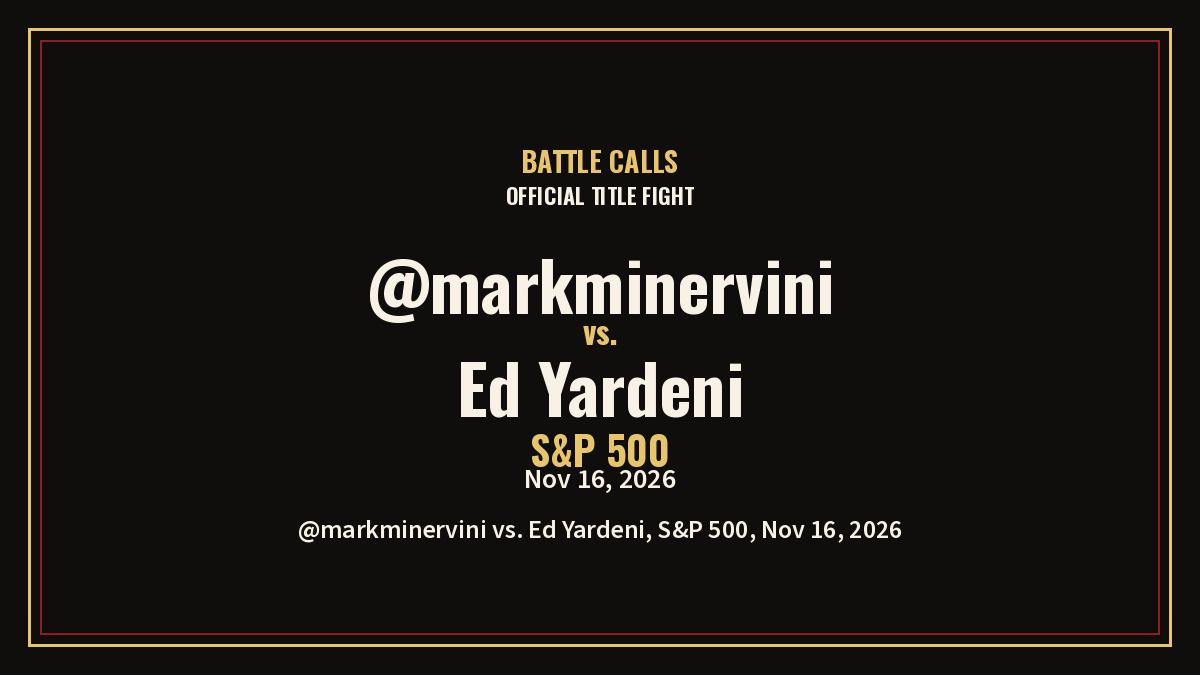 BATTLE CALLS
OFFICIAL TITLE FIGHT
@markminervini
vs.
Ed Yardeni
S&P 500
Nov 16, 2026
@markminervini vs. Ed Yardeni, S&P 500, Nov 16, 2026